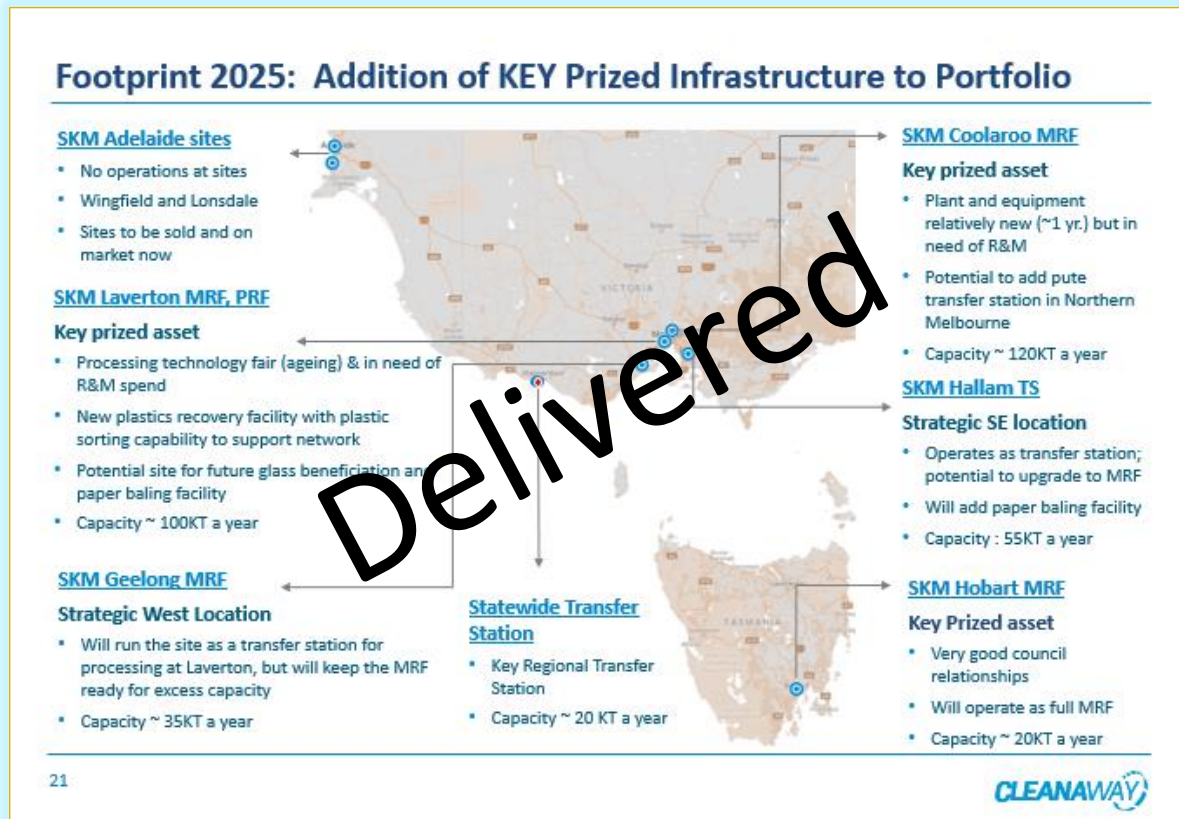 Footprint 2025: Addition of KEY Prized Infrastructure to Portfolio
SKM Adelaide sites
• No operations at sites
• Wingfield and Lonsdale
• Sites to be sold and on
market now
SKM Laverton MRF, PRF
Key prized asset
• Processing technology fair (ageing) & in need of
R&M spend
• New plastics recovery facility with plastic
sorting capability to support network
• Potential site for future glass beneficiation and
paper baling facility
• Capacity ~ 100KT a year
SKM Geelong MRF
Strategic West Location
• Will run the site as a transfer station for
processing at Laverton, but will keep the MRF
ready for excess capacity
• Capacity ~ 35KT a year
VICTORIA
TASMANIA
Delivered
Statewide Transfer
Station
• Key Regional Transfer
Station
• Capacity ~ 20 KT a year
SKM Coolaroo MRF
Key prized asset
• Plant and equipment
relatively new (~1 yr.) but in
need of R&M
• Potential to add pute
transfer station in Northern
Melbourne
• Capacity ~ 120KT a year
SKM Hallam TS
Strategic SE location
• Operates as transfer station;
potential to upgrade to MRF
• Will add paper baling facility
• Capacity : 55KT a year
SKM Hobart MRF
Key Prized asset
• Very good council
relationships
• Will operate as full MRF
• Capacity ~ 20KT a year
21
CLEANAWAY